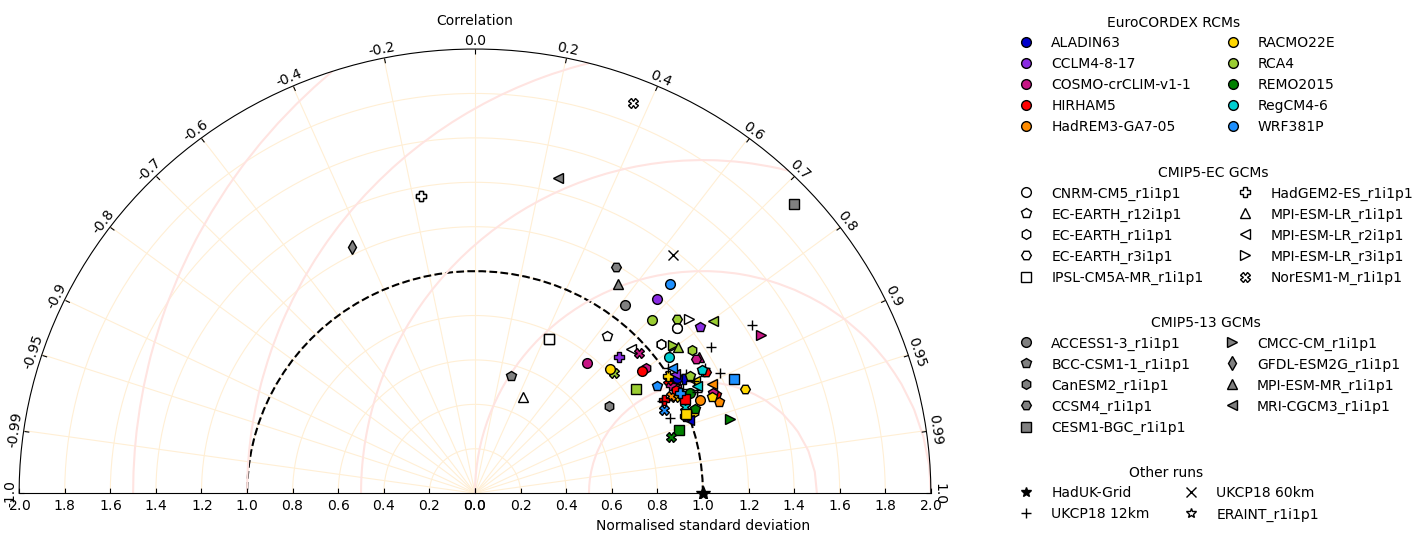 Correlation
0.0
-0.2 0.2
-0.4 0.4
-0.6 0.6
-0.7 0.7
-0.8 0.8
-0.9 0.9
-0.95 0.95
-0.99 0.99
1.0 1.0
2.0 1.8 1.6 1.4 1.2 1.0 0.8 0.6 0.4 0.2 0.0 0.2 0.4 0.6 0.8 1.0 1.2 1.4 1.6 1.8 2.0
Normalised standard deviation
EuroCORDEX RCMs
ALADIN63 RACMO22E
CCLM4-8-17 RCA4
COSMO-crCLIM-v1-1 REMO2015
HIRHAM5 RegCM4-6
HadREM3-GA7-05 WRF381P
CMIP5-EC GCMs
CNRM-CM5_r1i1p1 HadGEM2-ES_r1i1p1
EC-EARTH_r12i1p1 MPI-ESM-LR_r1i1p1
EC-EARTH_r1i1p1 MPI-ESM-LR_r2i1p1
EC-EARTH_r3i1p1 MPI-ESM-LR_r3i1p1
IPSL-CM5A-MR_r1i1p1 NorESM1-M_r1i1p1
CMIP5-13 GCMs
ACCESS1-3_r1i1p1 CMCC-CM_r1i1p1
BCC-CSM1-1_r1i1p1 GFDL-ESM2G_r1i1p1
CanESM2_r1i1p1 MPI-ESM-MR_r1i1p1
CCSM4_r1i1p1 MRI-CGCM3_r1i1p1
CESM1-BGC_r1i1p1
Other runs
HadUK-Grid UKCP18 60km
UKCP18 12km ERAINT_r1i1p1